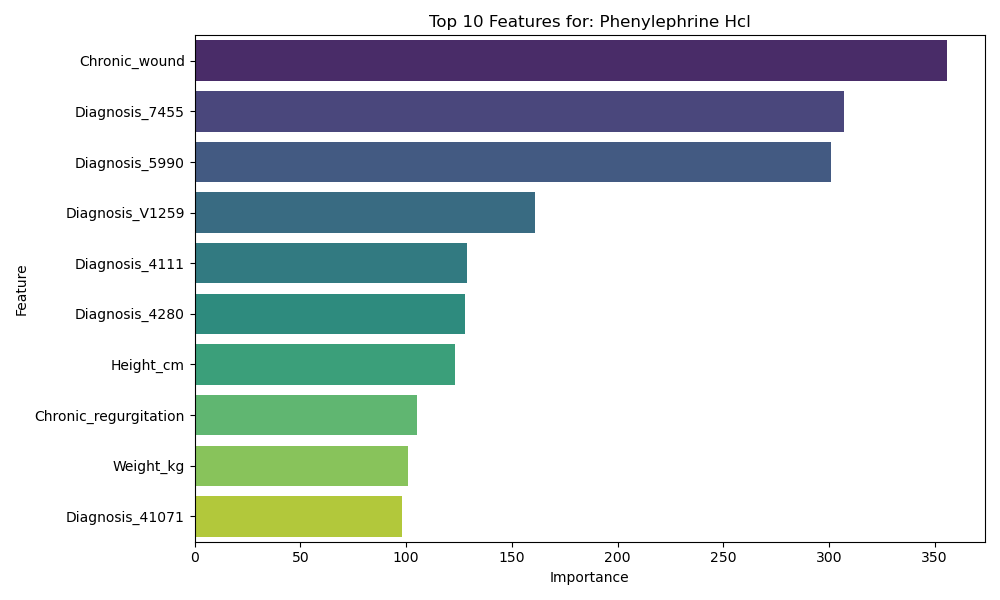 Top 10 Features for: Phenylephrine Hcl
Feature
Chronic_wound
Diagnosis_7455
Diagnosis_5990
Diagnosis_V1259
Diagnosis_4111
Diagnosis_4280
Height_cm
Chronic_regurgitation
Weight_kg
Diagnosis_41071
0 50 100 150 200 250 300 350
Importance